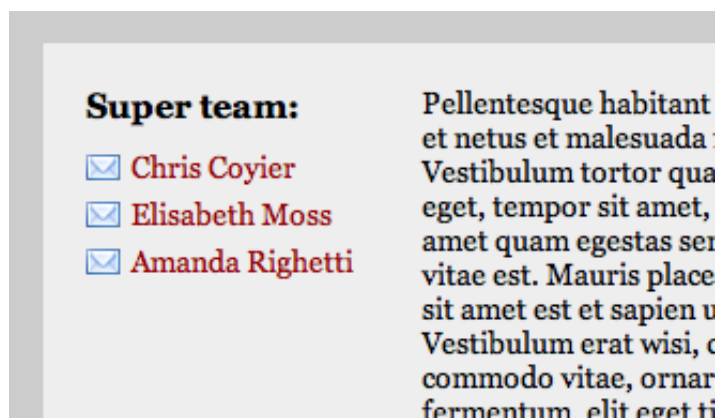 Super team:
Chris Coyier
Elisabeth Moss
Amanda Righetti
Pellentesque habitant
et netus et malesuada
Vestibulum tortor qua
eget, tempor sit amet,
amet quam egestas se
vitae est. Mauris place
sit amet est et sapien u
Vestibulum erat wisi, c
commodo vitae, ornar
fermentum, elit eget ti